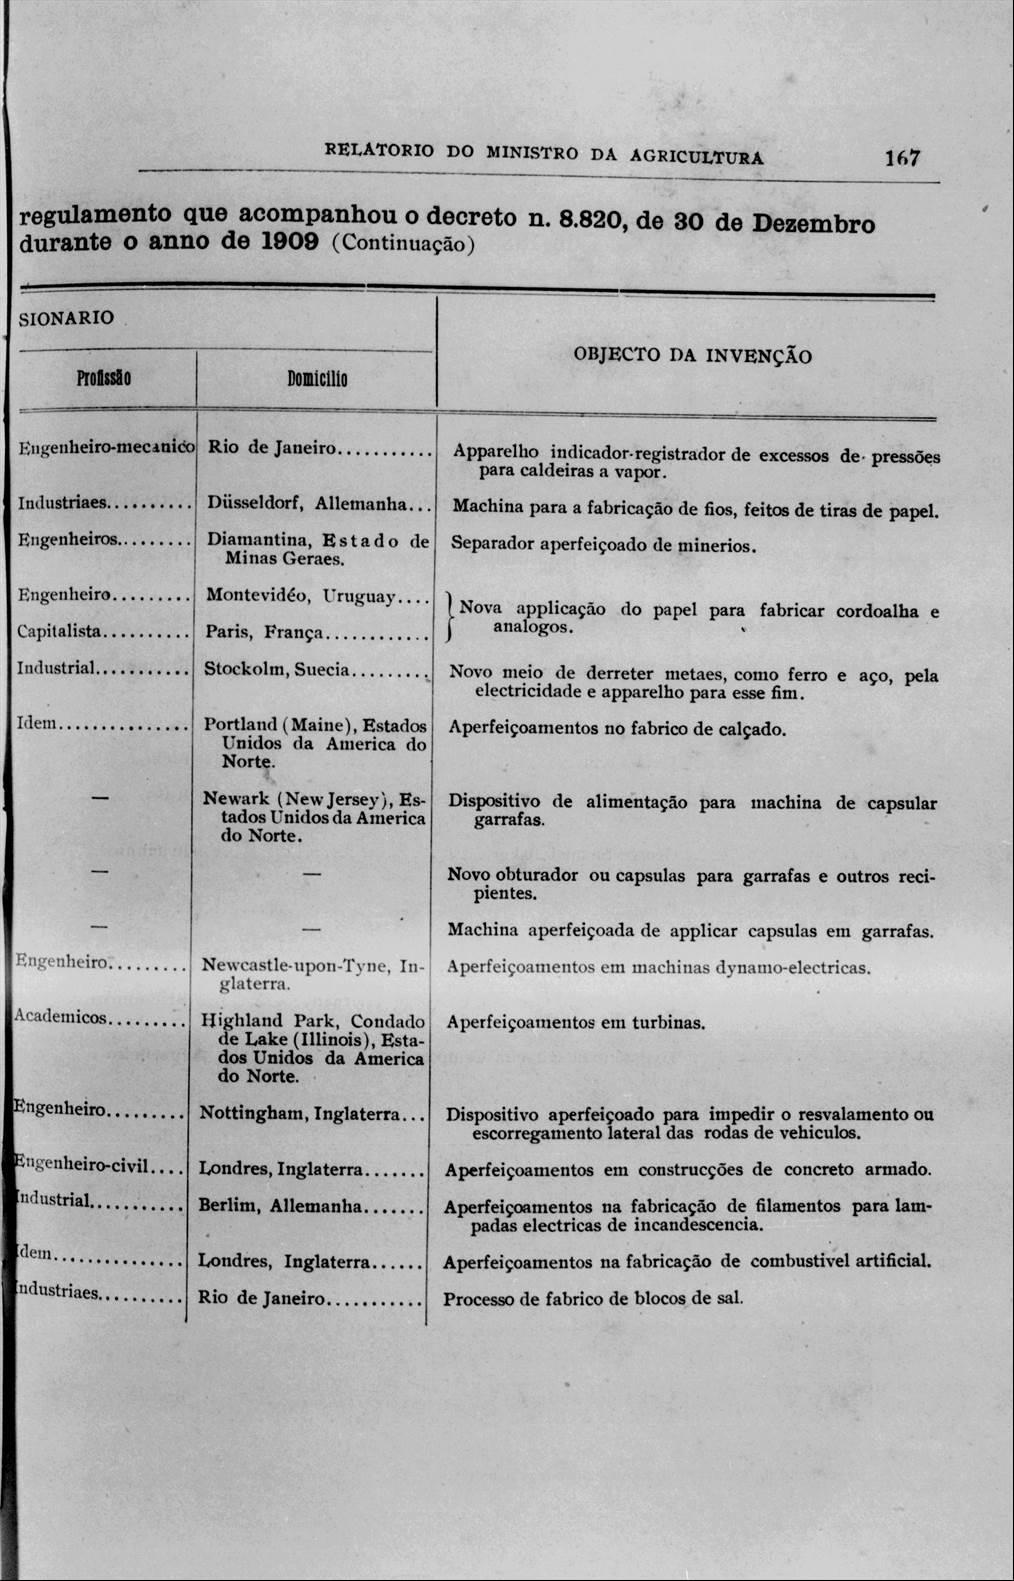 RELATORIO DO MINISTRO DA AGRICULTURA 167
regulamento que acompanhou o decreto n. 8.820, de 30 de Dezembro
durante o anno de 1909 (Continuação)
SIONARIO
OBJECTO DA INVENÇÃO
Profissão Domicilio
Engenheiro-mecanico Rio de Janeiro........... Apparelho indicador-registrador de excessos de pressões
para caldeiras a vapor.
Industriaes.......... Düsseldorf, Allemanha... Machina para a fabricação de fios, feitos de tiras de papel.
Engenheiros......... Diamantina, Estado de Separador aperfeiçoado de minerios.
Minas Geraes.
Engenheiro......... Montevidéo, Uruguay.... Nova applicação do papel para fabricar cordoalha e
Capitalista.......... Paris, França............ analogos.
Industrial........... Stockolm, Suecia......... Novo meio de derreter metaes, como ferro e aço, pela
electricidade e apparelho para esse fim.
Idem............... Portland (Maine), Estados Aperfeiçoamentos no fabrico de calçado.
Unidos da America do
Norte.
— Newark (New Jersey), Es- Dispositivo de alimentação para machina de capsular
tados Unidos da America garrafas.
do Norte.
— — Novo obturador ou capsulas para garrafas e outros reci-
pientes.
— — Machina aperfeiçoada de applicar capsulas em garrafas.
Engenheiro......... Newcastle-upon-Tyne, In- Aperfeiçoamentos em machinas dynamo-electricas.
glaterra.
Academicos......... Highland Park, Condado Aperfeiçoamentos em turbinas.
de Lake (Illinois), Esta-
dos Unidos da America
do Norte.
Engenheiro......... Nottingham, Inglaterra... Dispositivo aperfeiçoado para impedir o resvalamento ou
escorregamento lateral das rodas de vehiculos.
Engenheiro-civil.... Londres, Inglaterra....... Aperfeiçoamentos em construcções de concreto armado.
Industrial........... Berlim, Allemanha....... Aperfeiçoamentos na fabricação de filamentos para lam-
padas electricas de incandescencia.
Idem............... Londres, Inglaterra...... Aperfeiçoamentos na fabricação de combustivel artificial.
Industriaes.......... Rio de Janeiro........... Processo de fabrico de blocos de sal.